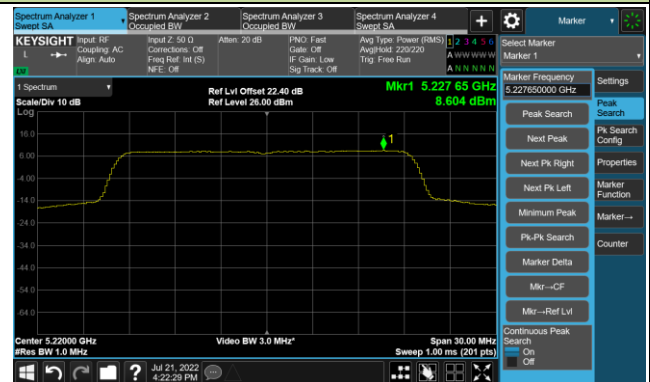 Spectrum Analyzer 1
Swept SA
Spectrum Analyzer 2
Occupied BW
Spectrum Analyzer 3
Occupied BW
Spectrum Analyzer 4
Swept SA
+
Marker
KEYSIGHT
L
Input: RF
Coupling: AC
Align: Auto
Input Z: 50 Ω
Corrections: Off
Freq Ref: Int (S)
NFE: Off
Atten: 20 dB
PNO: Fast
Gate: Off
IF Gain: Low
Sig Track: Off
Avg Type: Power (RMS)
Avg|Hold: 220/220
Trig: Free Run
1 2 3 4 5 6
A W W W W W
A N N N N N
Select Marker
Marker 1
1 Spectrum
Scale/Div 10 dB
Log
Ref Lvl Offset 22.40 dB
Ref Level 26.00 dBm
Mkr1 5.227 65 GHz
8.604 dBm
16.0
6.00
-4.00
-14.0
-24.0
-34.0
-44.0
-54.0
-64.0
1
Center 5.22000 GHz
#Res BW 1.0 MHz
Video BW 3.0 MHz*
Span 30.00 MHz
Sweep 1.00 ms (201 pts)
Marker Frequency
5.227650000 GHz
Peak Search
Next Peak
Next Pk Right
Next Pk Left
Minimum Peak
Pk-Pk Search
Marker Delta
Mkr→CF
Mkr→Ref Lvl
Continuous Peak
Search
On
Off
Settings
Peak
Search
Pk Search
Config
Properties
Marker
Function
Marker→
Counter
?
Jul 21, 2022
4:22:29 PM